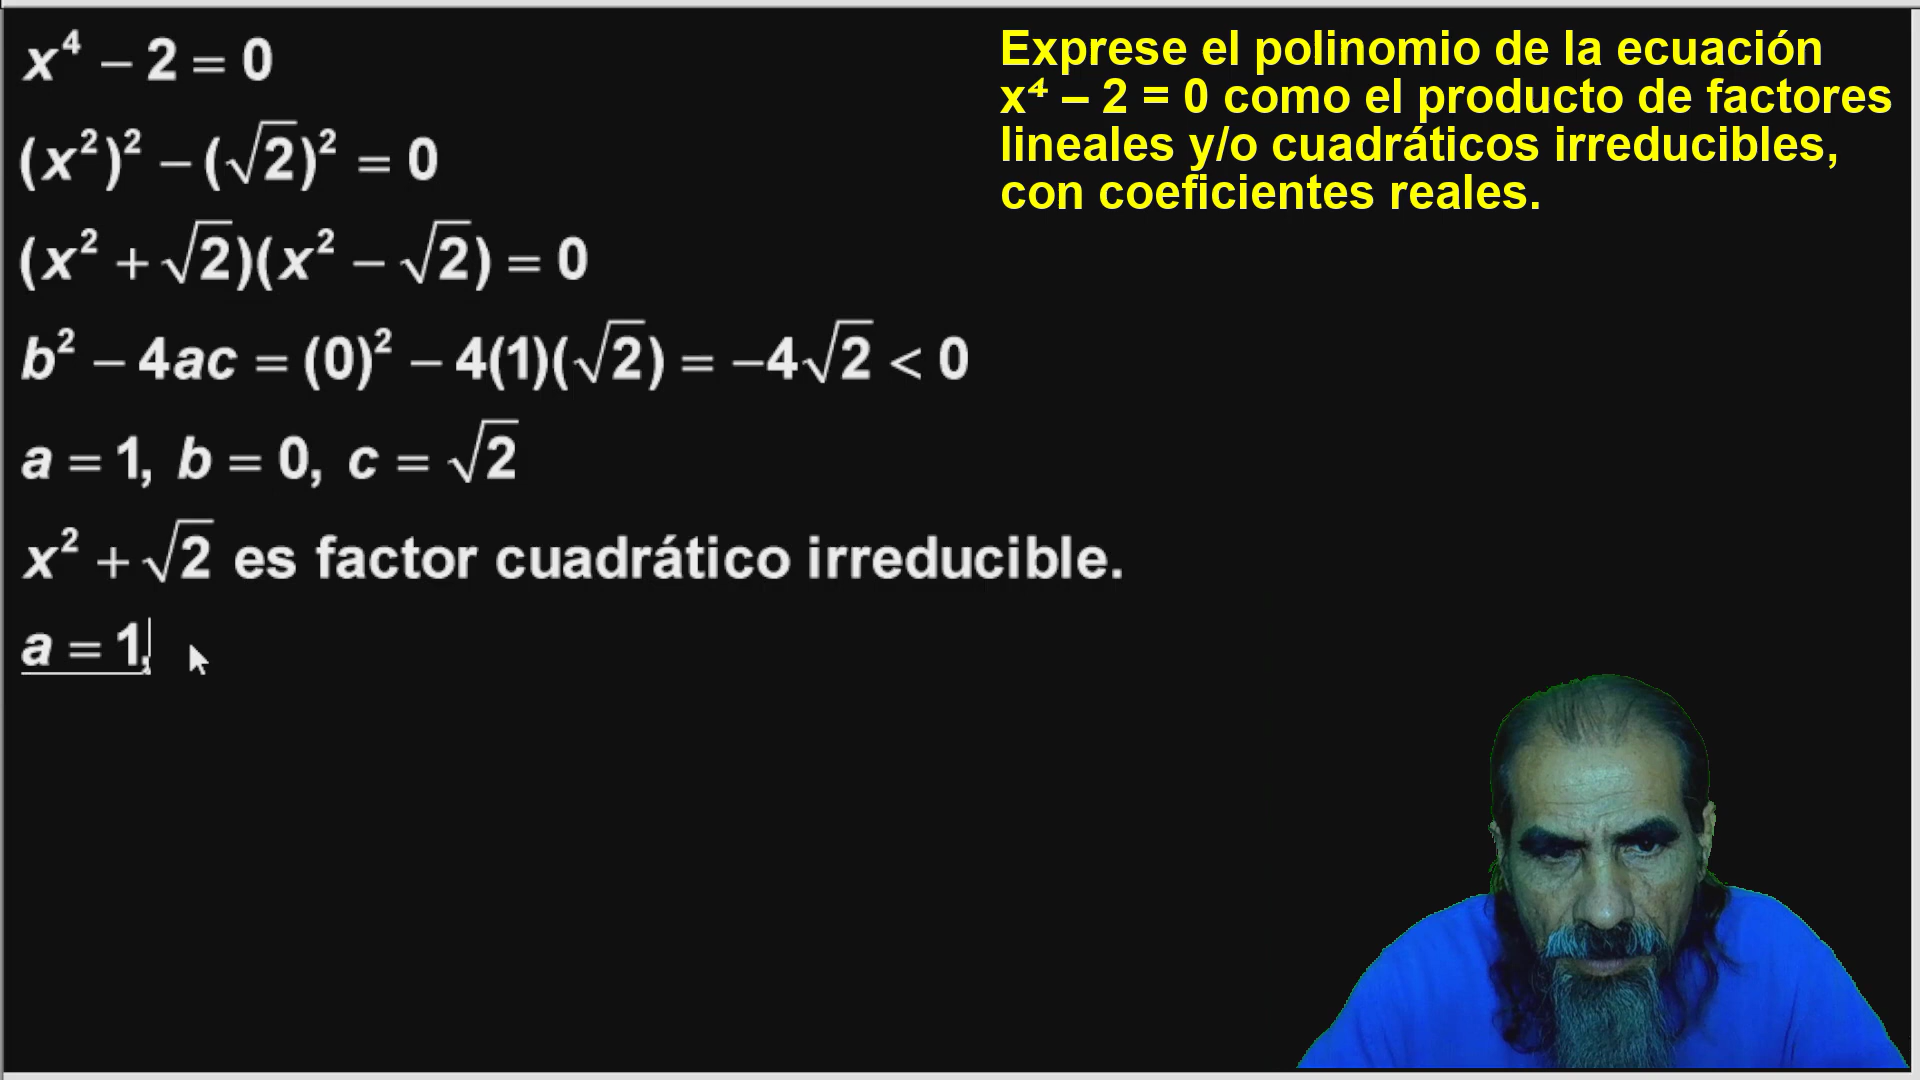 x⁴ – 2 = 0
(x²)² – (√2)² = 0
(x² + √2)(x² – √2) = 0
b² – 4ac = (0)² – 4(1)(√2) = –4√2 < 0
a = 1, b = 0, c = √2
x² + √2 es factor cuadrático irreducible.
a = 1,
Exprese el polinomio de la ecuación
x⁴ – 2 = 0 como el producto de factores
lineales y/o cuadráticos irreducibles,
con coeficientes reales.